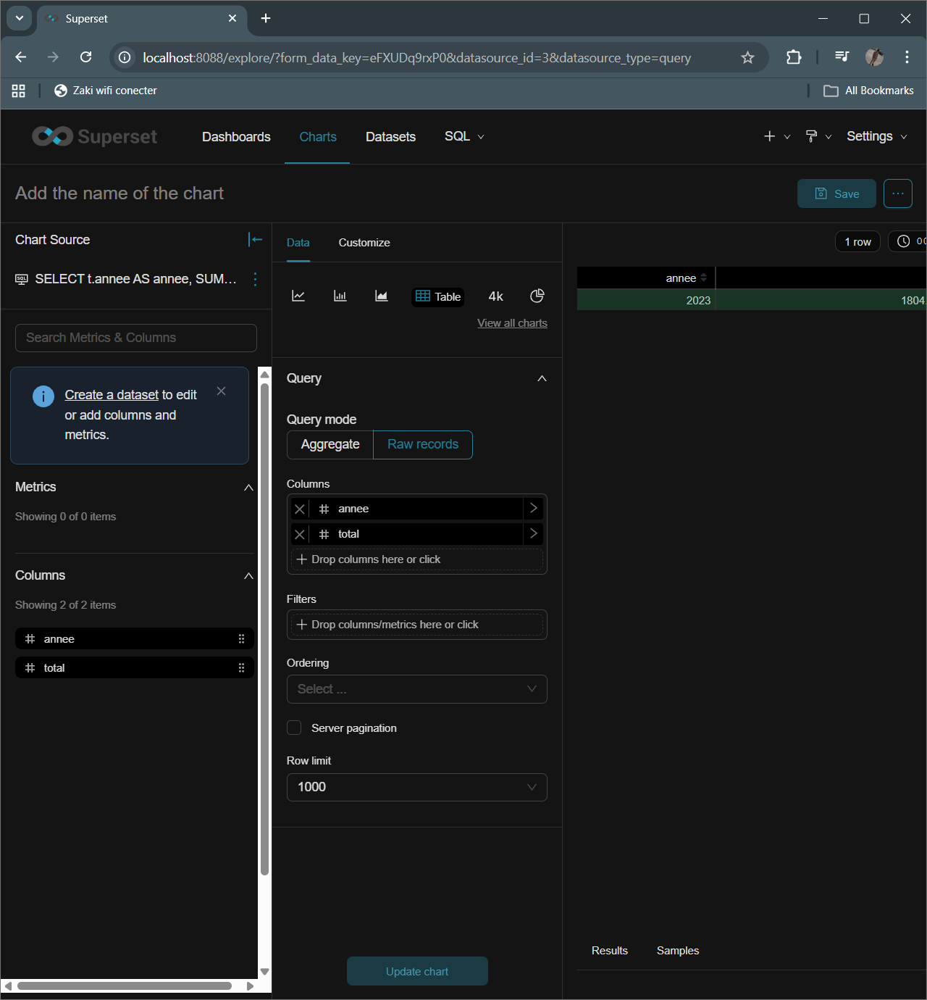 Superset
localhost:8088/explore/?form_data_key=eFXUDq9rxP0&datasource_id=3&datasource_type=query
Zaki wifi conecter
All Bookmarks
Superset
Dashboards
Charts
Datasets
SQL
Settings
Add the name of the chart
Save
Chart Source
SELECT t.annee AS annee, SUM...
Search Metrics & Columns
Create a dataset to edit
or add columns and
metrics.
Metrics
Showing 0 of 0 items
Columns
Showing 2 of 2 items
annee
total
Data
Customize
Table
4k
View all charts
Query
Query mode
Aggregate
Raw records
Columns
annee
total
Drop columns here or click
Filters
Drop columns/metrics here or click
Ordering
Select ...
Server pagination
Row limit
1000
Update chart
1 row
annee
2023
1804.
Results
Samples